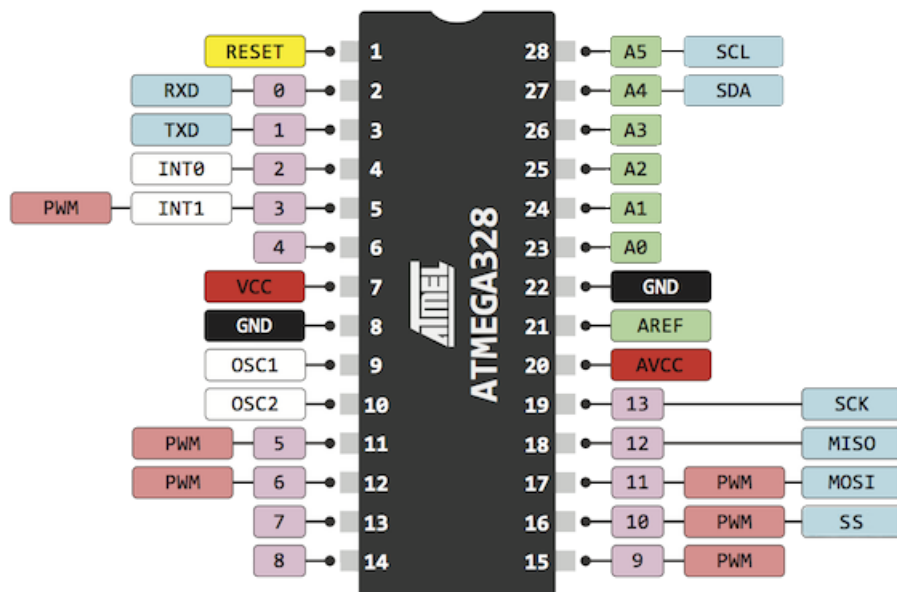 RESET 1 28 A5 SCL
RXD 0 2 27 A4 SDA
TXD 1 3 26 A3
INT0 2 4 25 A2
PWM INT1 3 5 24 A1
4 6 23 A0
VCC 7 22 GND
GND 8 21 AREF
OSC1 9 20 AVCC
OSC2 10 19 13 SCK
PWM 5 11 18 12 MISO
PWM 6 12 17 11 PWM MOSI
7 13 16 10 PWM SS
8 14 15 9 PWM
ATMEL
ATMEGA328